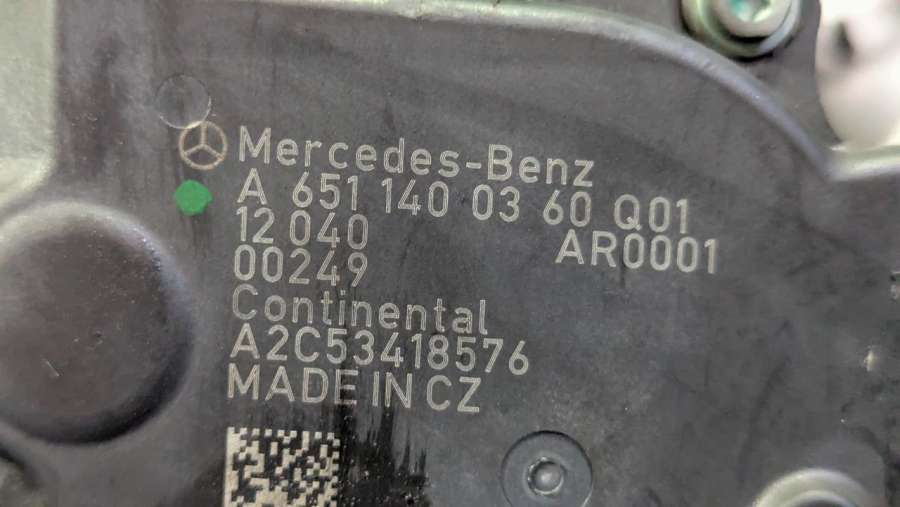 Mercedes-Benz
A 651 140 03 60 Q01
12 040 AR0001
00249
Continental
A2C53418576
MADE IN CZ